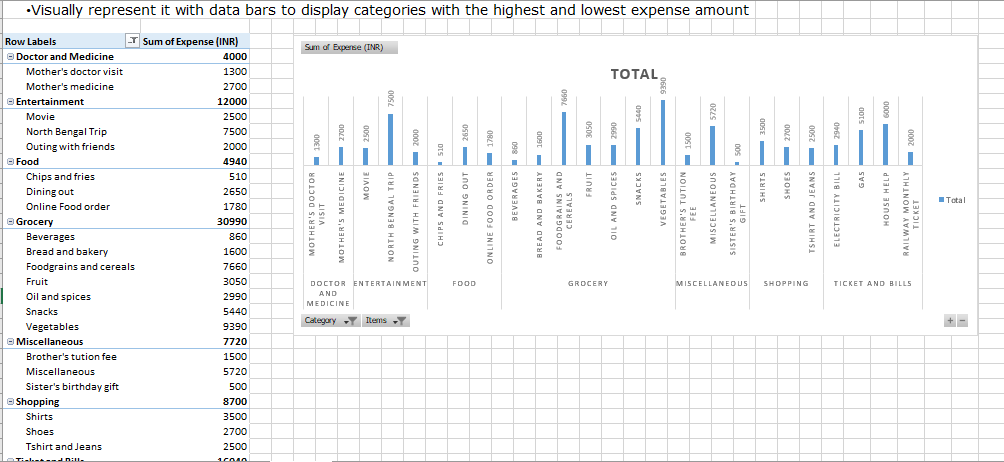 •Visually represent it with data bars to display categories with the highest and lowest expense amount
Row Labels Sum of Expense (INR)
Doctor and Medicine 4000
Mother's doctor visit 1300
Mother's medicine 2700
Entertainment 12000
Movie 2500
North Bengal Trip 7500
Outing with friends 2000
Food 4940
Chips and fries 510
Dining out 2650
Online Food order 1780
Grocery 30990
Beverages 860
Bread and bakery 1600
Foodgrains and cereals 7660
Fruit 3050
Oil and spices 2990
Snacks 5440
Vegetables 9390
Miscellaneous 7720
Brother's tution fee 1500
Miscellaneous 5720
Sister's birthday gift 500
Shopping 8700
Shirts 3500
Shoes 2700
Tshirt and Jeans 2500
Sum of Expense (INR)
TOTAL
1300
2700
2500
7500
2000
510
2650
1780
860
1600
7660
3050
2990
5440
9390
1500
5720
500
3500
2700
2500
2640
5100
6000
2000
MOTHER'S DOCTOR
VISIT
MOTHER'S MEDICINE
MOVIE
NORTH BENGAL TRIP
OUTING WITH FRIENDS
CHIPS AND FRIES
DINING OUT
ONLINE FOOD ORDER
BEVERAGES
BREAD AND BAKERY
FOODGRAINS AND
CEREALS
FRUIT
OIL AND SPICES
SNACKS
VEGETABLES
BROTHER'S TUTION
FEE
MISCELLANEOUS
SISTER'S BIRTHDAY
GIFT
SHIRTS
SHOES
TSHIRT AND JEANS
ELECTRICITY BILL
GAS
HOUSE HELP
RAILWAY MONTHLY
TICKET
DOCTOR
AND
MEDICINE
ENTERTAINMENT
FOOD
GROCERY
MISCELLANEOUS
SHOPPING
TICKET AND BILLS
Total
Category Items
+ −